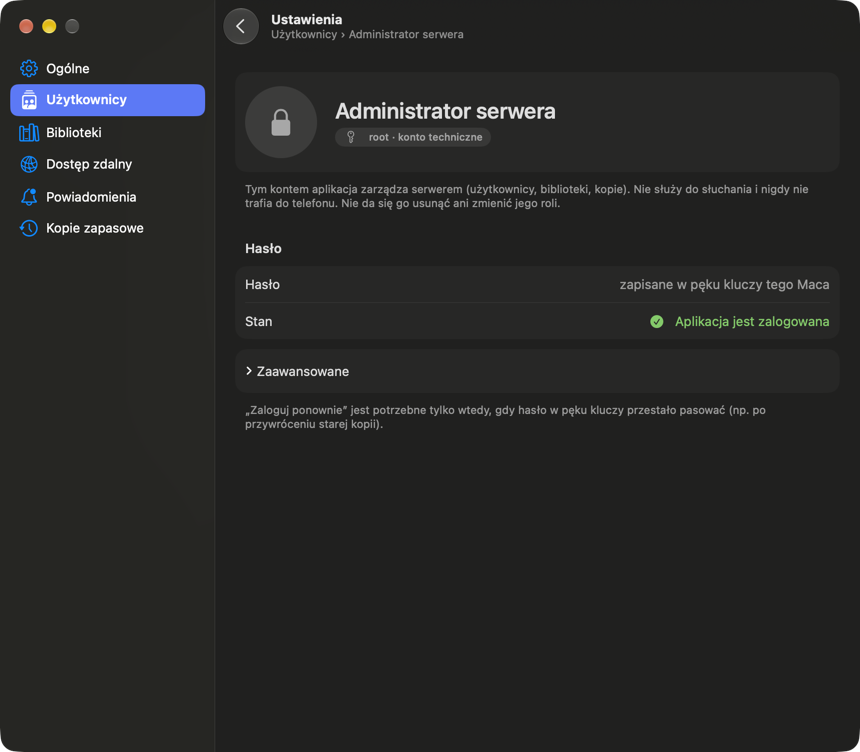 Ustawienia
Użytkownicy › Administrator serwera
Ogólne
Użytkownicy
Biblioteki
Dostęp zdalny
Powiadomienia
Kopie zapasowe
Administrator serwera
root · konto techniczne
Tym kontem aplikacja zarządza serwerem (użytkownicy, biblioteki, kopie). Nie służy do słuchania i nigdy nie
trafia do telefonu. Nie da się go usunąć ani zmienić jego roli.
Hasło
Hasło zapisane w pęku kluczy tego Maca
Stan Aplikacja jest zalogowana
Zaawansowane
„Zaloguj ponownie” jest potrzebne tylko wtedy, gdy hasło w pęku kluczy przestało pasować (np. po
przywróceniu starej kopii).